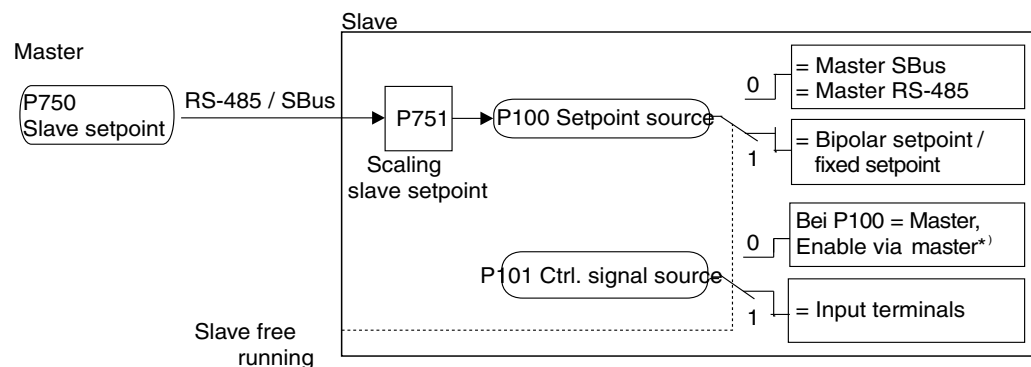 Slave
Master
P750
Slave setpoint
RS-485 / SBus
P751
Scaling
slave setpoint
P100 Setpoint source
0
= Master SBus
= Master RS-485
1
= Bipolar setpoint /
fixed setpoint
P101 Ctrl. signal source
0
Bei P100 = Master,
Enable via master*)
1
= Input terminals
Slave free
running